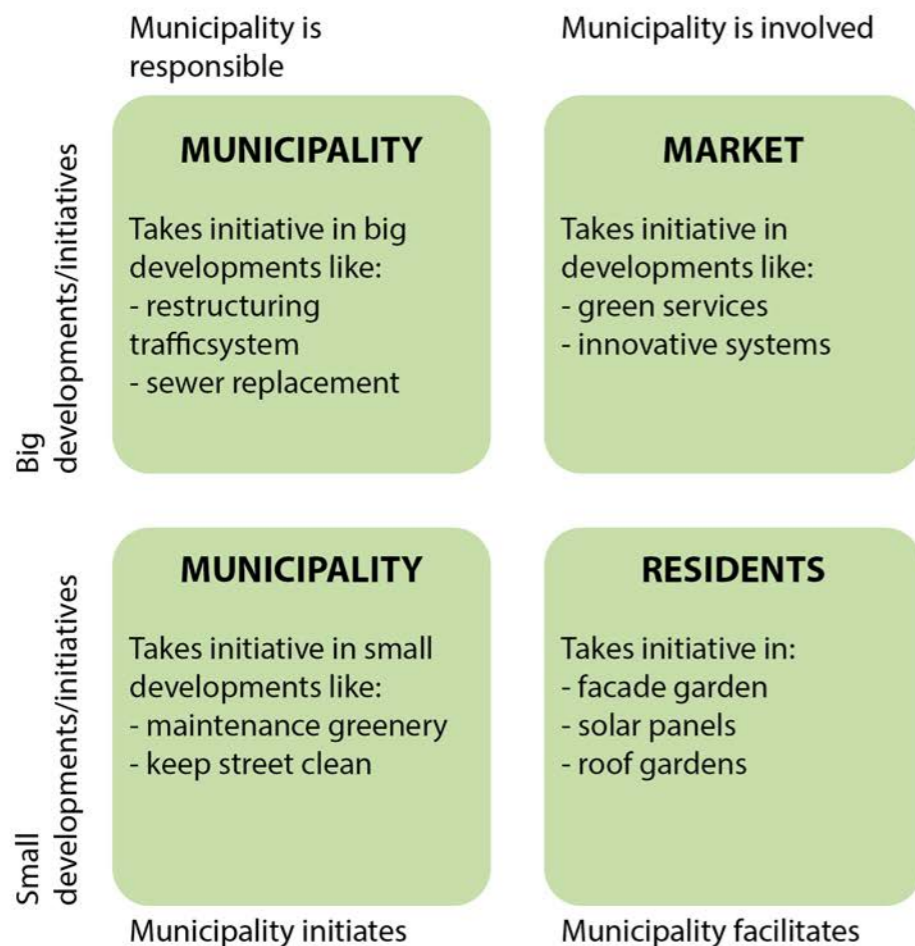 Municipality is
responsible
Municipality is involved
Big
developments/initiatives
MUNICIPALITY
Takes initiative in big
developments like:
- restructuring
trafficsystem
- sewer replacement
MARKET
Takes initiative in
developments like:
- green services
- innovative systems
Small
developments/initiatives
MUNICIPALITY
Takes initiative in small
developments like:
- maintenance greenery
- keep street clean
RESIDENTS
Takes initiative in:
- facade garden
- solar panels
- roof gardens
Municipality initiates
Municipality facilitates